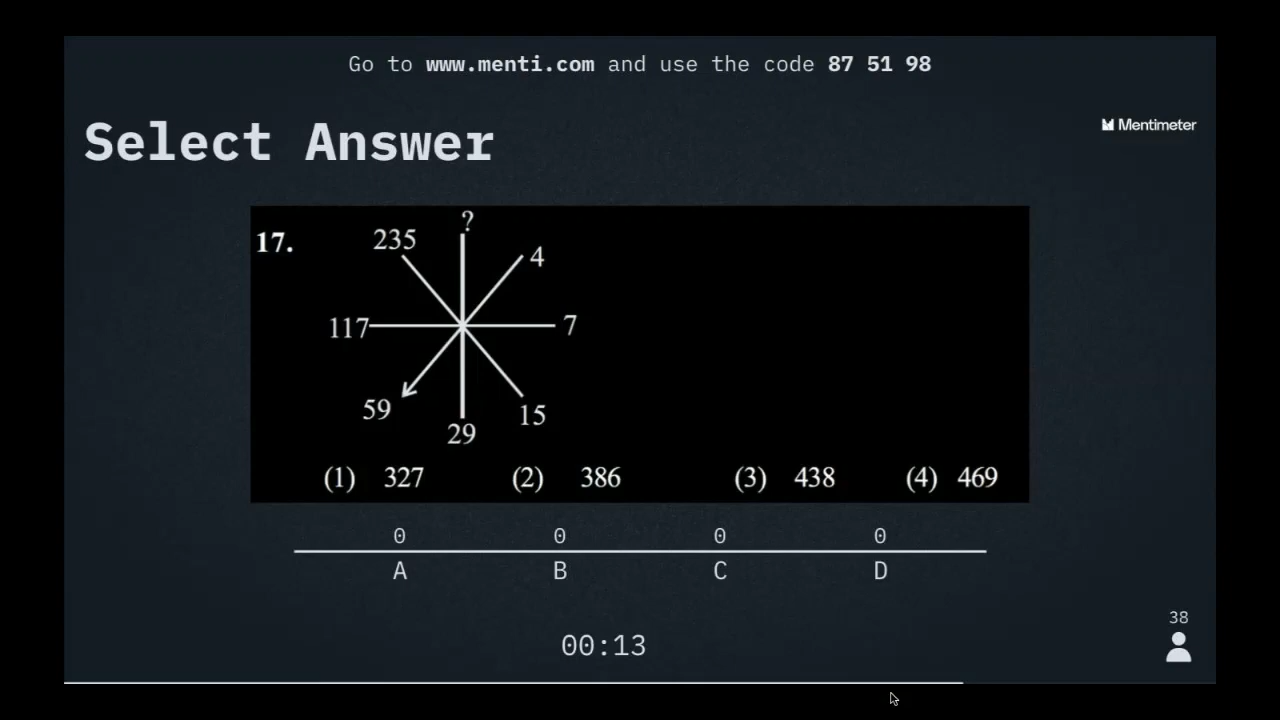 Go to www.menti.com and use the code 87 51 98
Select Answer
Mentimeter
17.
235
?
4
117
7
59
29
15
(1) 327 (2) 386 (3) 438 (4) 469
0 0 0 0
A B C D
00:13
38